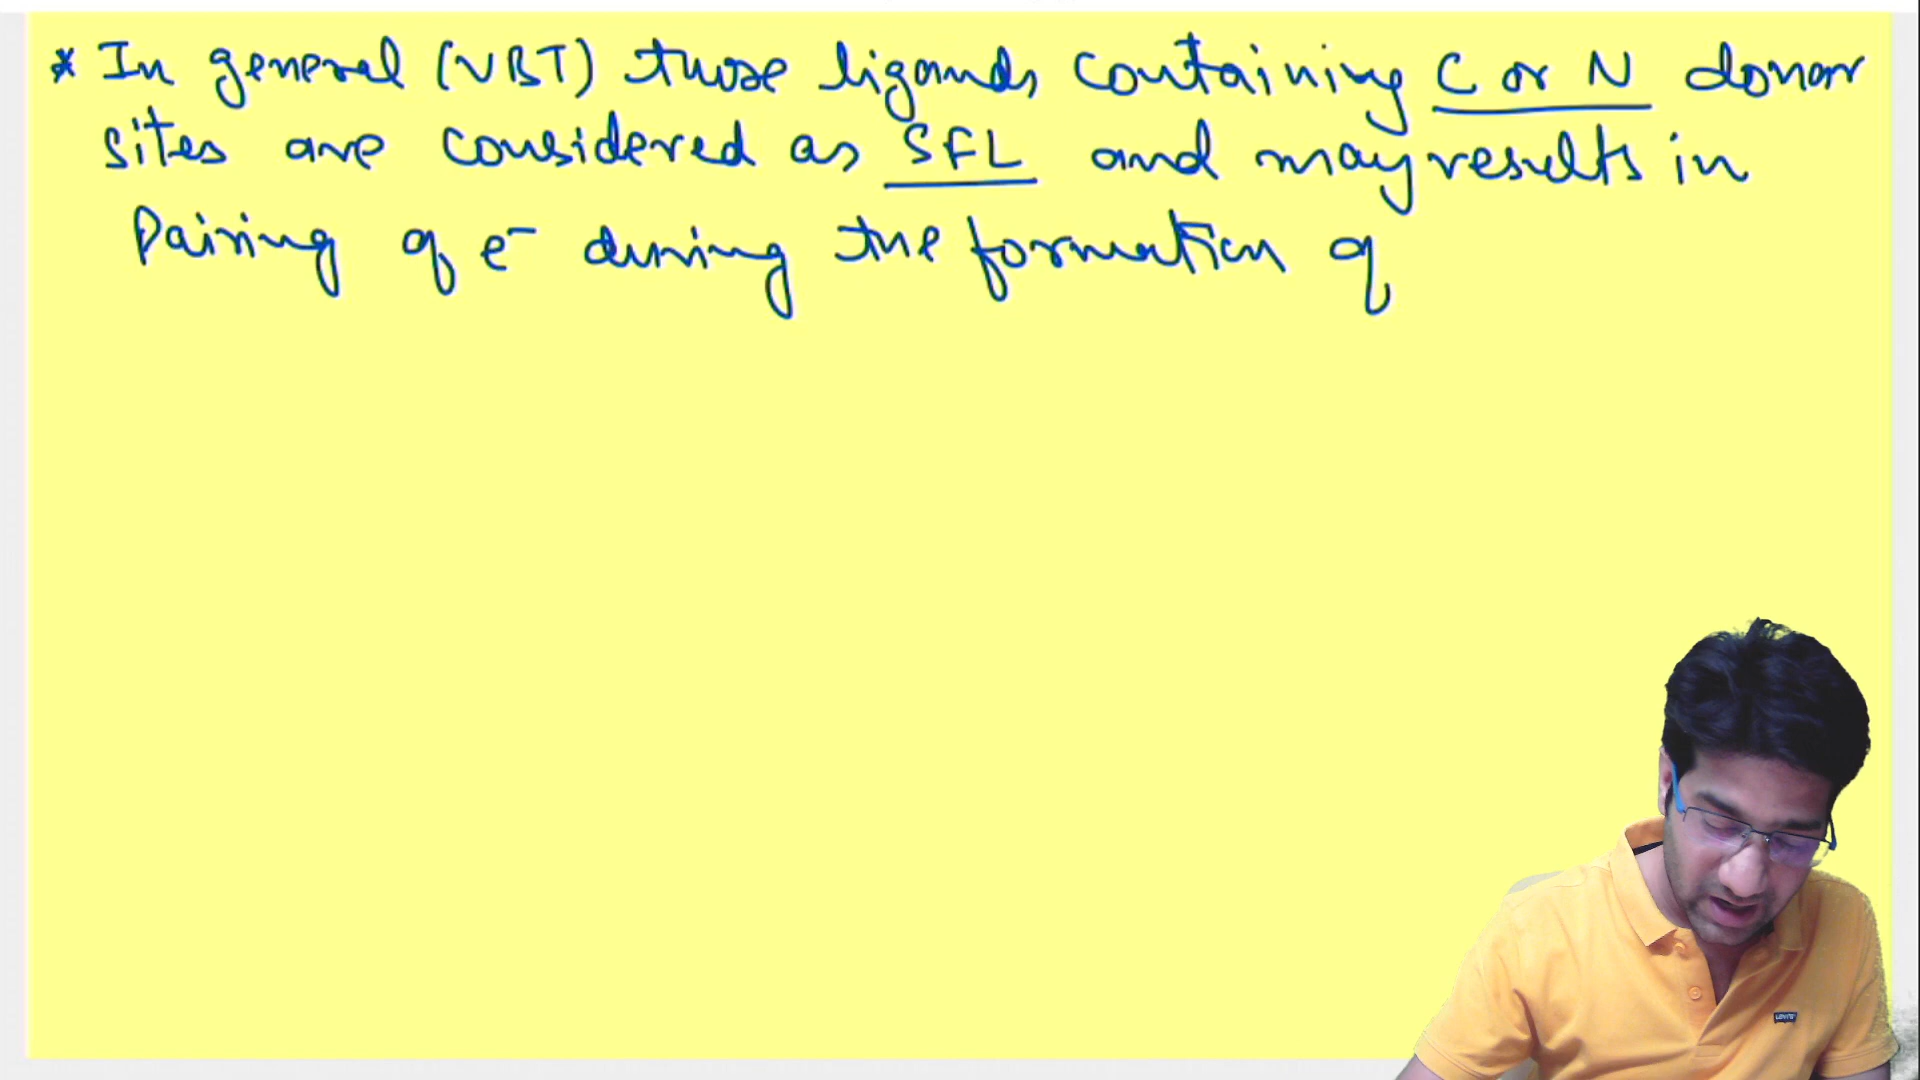 * In general (VBT) those ligands containing C or N donor
sites are considered as SFL and may results in
Pairing of e⁻ during the formation of
LEVI'S